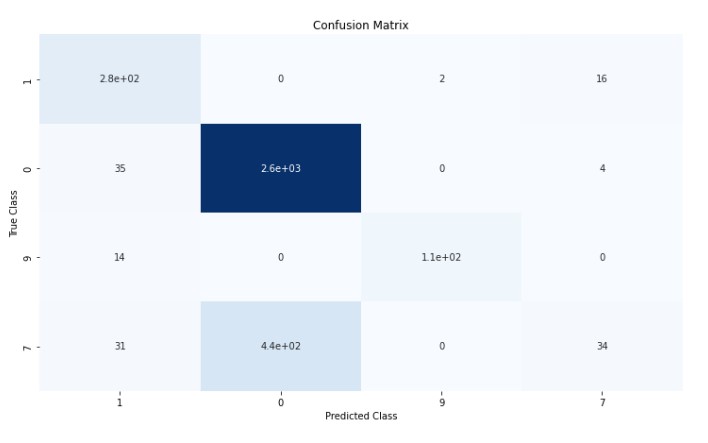 Confusion Matrix
1 2.8e+02 0 2 16
0 35 2.6e+03 0 4
9 14 0 1.1e+02 0
7 31 4.4e+02 0 34
True Class
1 0 9 7
Predicted Class